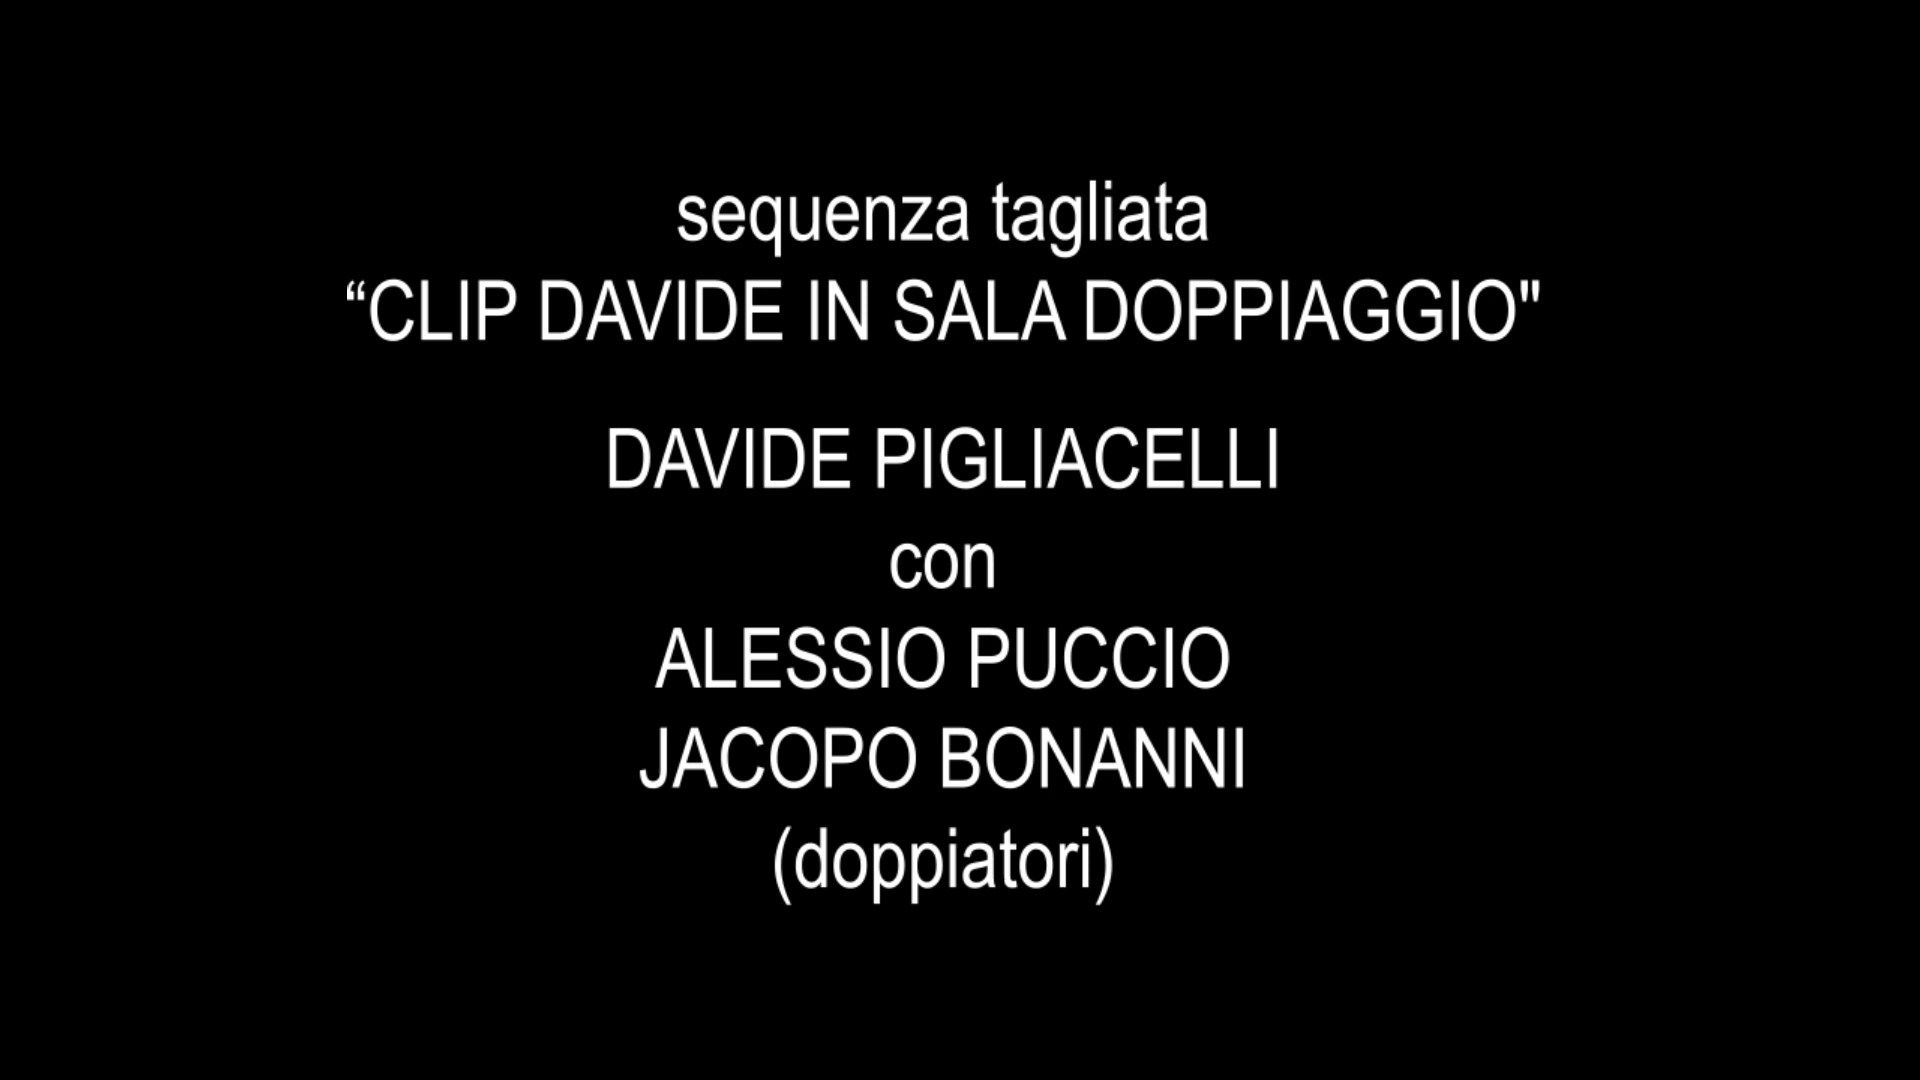 sequenza tagliata
“CLIP DAVIDE IN SALA DOPPIAGGIO"
DAVIDE PIGLIACELLI
con
ALESSIO PUCCIO
JACOPO BONANNI
(doppiatori)